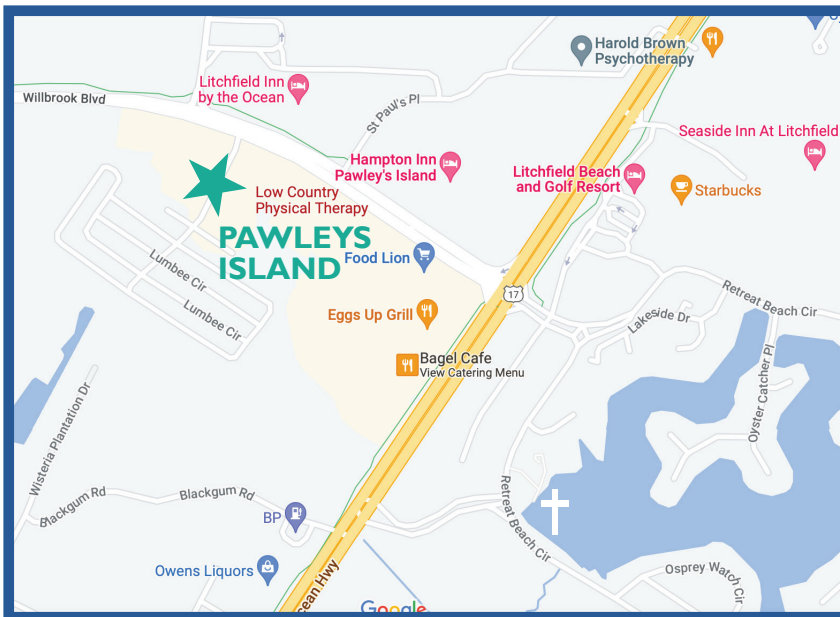 Harold Brown
Psychotherapy
Litchfield Inn
by the Ocean
Willbrook Blvd
St Paul's Pl
Seaside Inn At Litchfield
Hampton Inn
Pawley's Island
Litchfield Beach
and Golf Resort
Starbucks
Low Country
Physical Therapy
PAWLEYS
ISLAND
Food Lion
Lumbee Cir
Lumbee Cir
17
Retreat Beach Cir
Eggs Up Grill
Lakeside Dr
Bagel Cafe
View Catering Menu
Oyster Catcher Pl
Wisteria Plantation Dr
Blackgum Rd
Blackgum Rd
BP
Retreat Beach Cir
Owens Liquors
Osprey Watch Cir
cean Hwy
Google